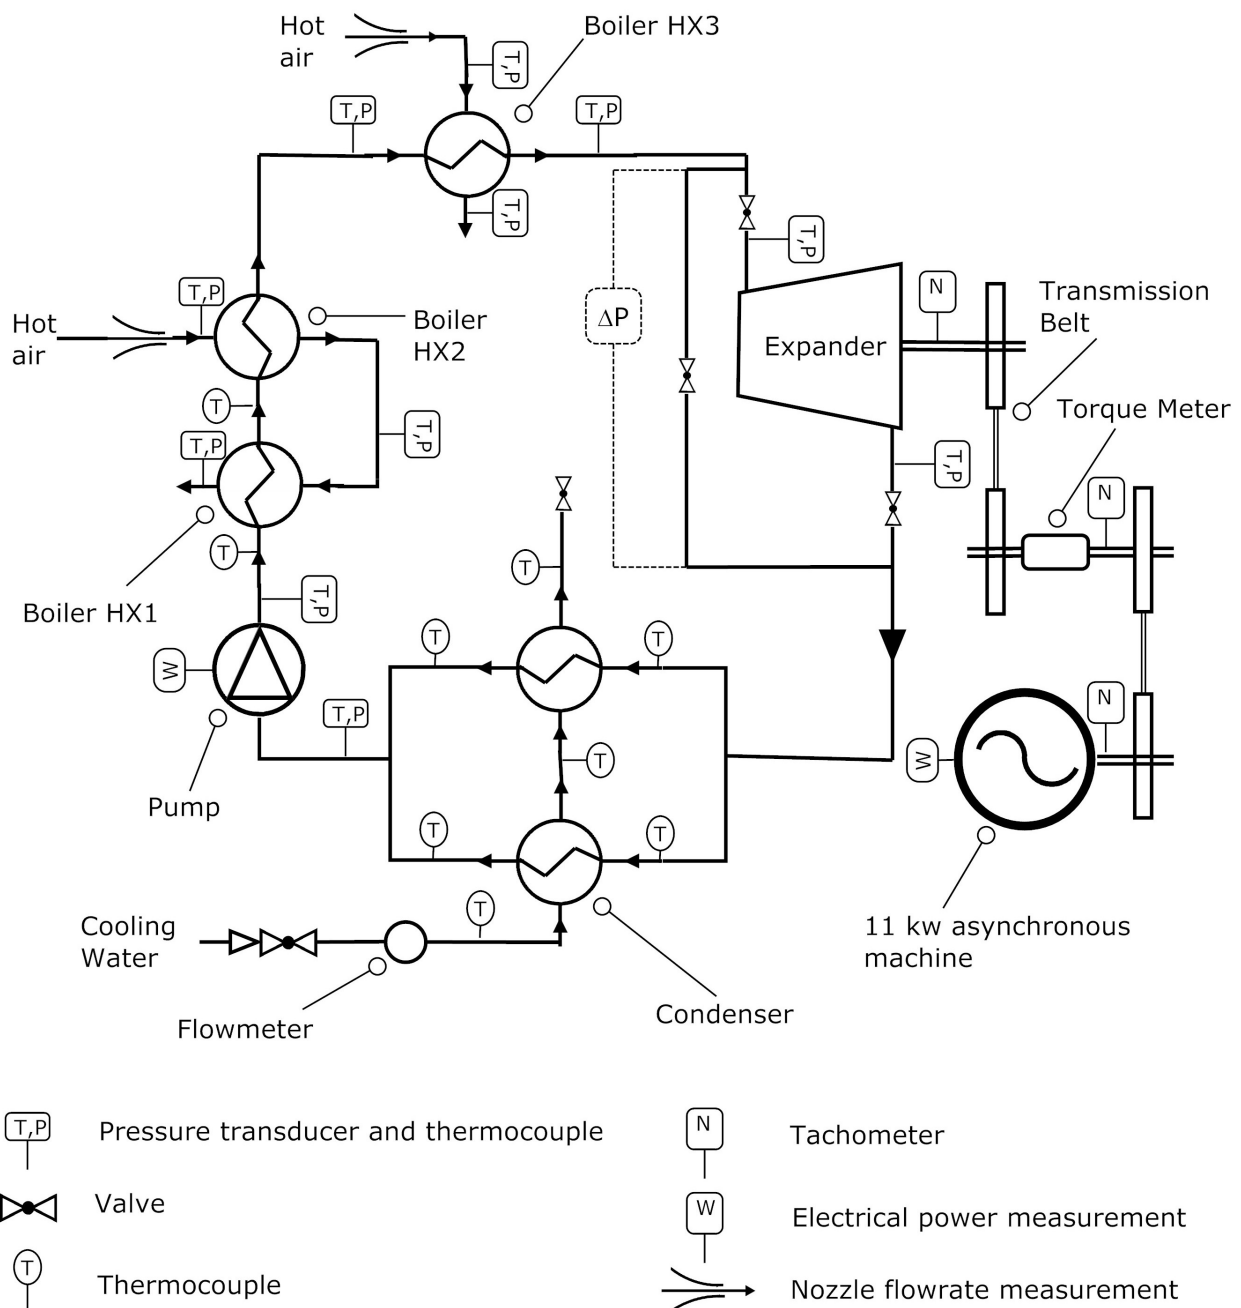 Hot
air
Boiler HX3
T,P
T,P
T,P
T,P
T,P
T,P
Hot
air
Boiler
HX2
ΔP
Expander
N
Transmission
Belt
Torque Meter
T
T,P
T,P
T,P
N
T
T
T,P
Boiler HX1
W
T
T
T,P
T
N
W
Pump
T
T
Cooling
Water
T
11 kw asynchronous
machine
Flowmeter
Condenser
T,P
Pressure transducer and thermocouple
N
Tachometer
Valve
W
Electrical power measurement
T
Thermocouple
Nozzle flowrate measurement